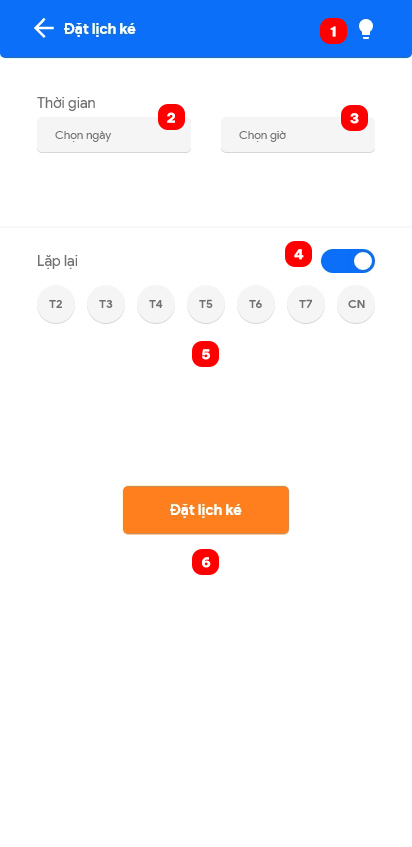 Đặt lịch ké
1
Thời gian
2
3
Chọn ngày
Chọn giờ
4
Lặp lại
T2 T3 T4 T5 T6 T7 CN
5
Đặt lịch ké
6